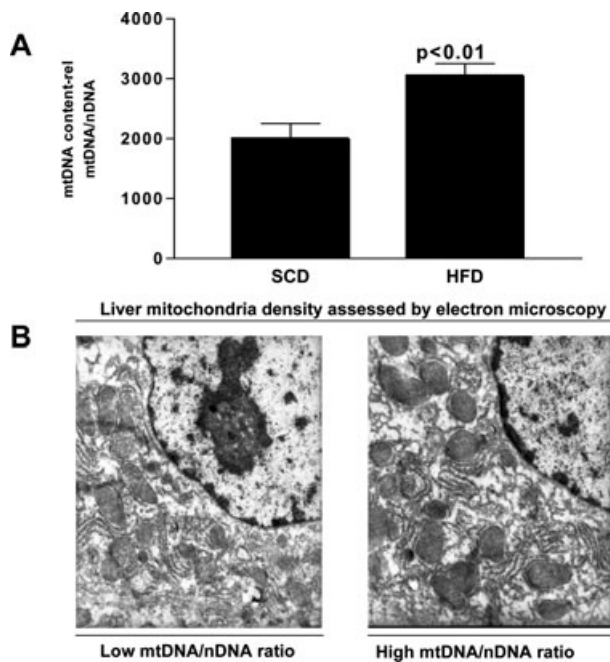 A
mtDNA content-rel
mtDNA/nDNA
4000
3000
2000
1000
0
p<0.01
SCD
HFD
Liver mitochondria density assessed by electron microscopy
B
Low mtDNA/nDNA ratio
High mtDNA/nDNA ratio